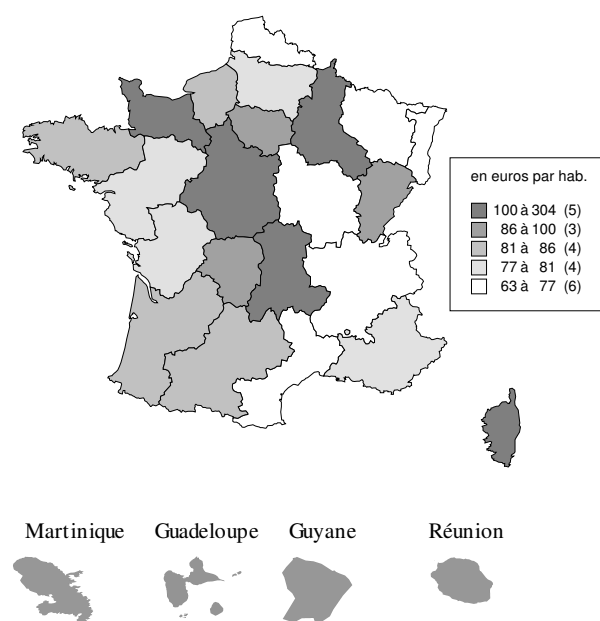 en euros par hab.
100 à 304 (5)
86 à 100 (3)
81 à 86 (4)
77 à 81 (4)
63 à 77 (6)
Martinique Guadeloupe Guyane Réunion